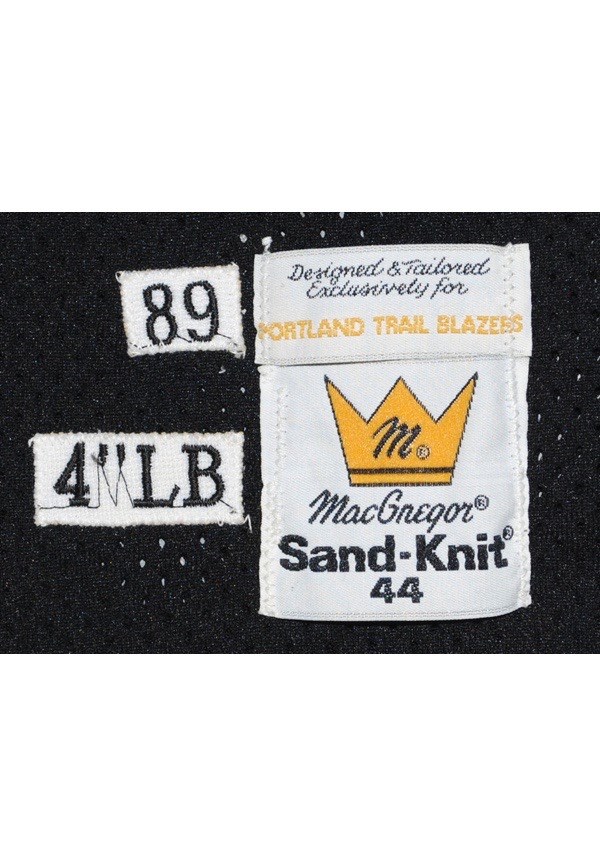 89
4"LB
Designed & Tailored
Exclusively for
PORTLAND TRAIL BLAZERS
M.®
MacGregor®
Sand-Knit®
44